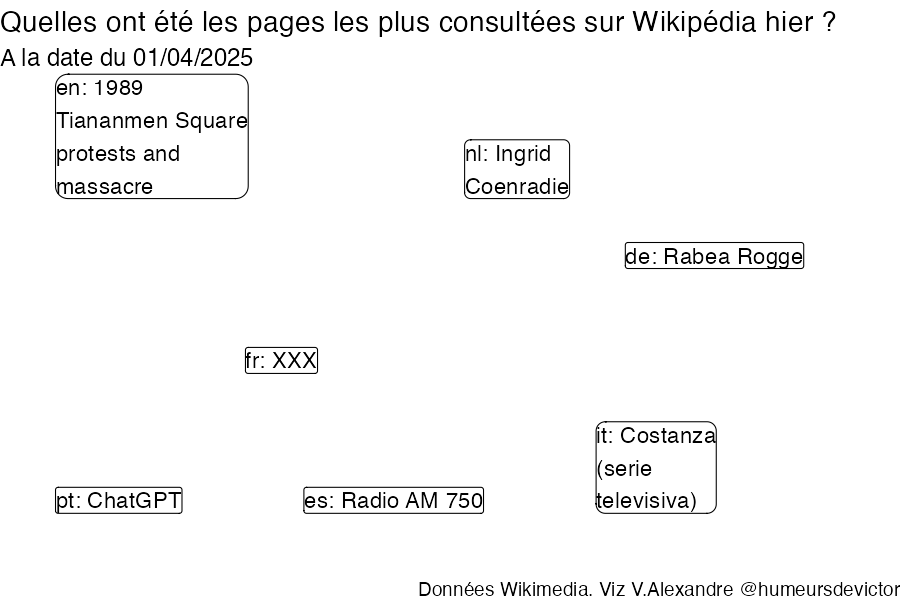 Quelles ont été les pages les plus consultées sur Wikipédia hier ?
A la date du 01/04/2025
en: 1989
Tiananmen Square
protests and
massacre
nl: Ingrid
Coenradie
de: Rabea Rogge
fr: XXX
it: Costanza
(serie
televisiva)
pt: ChatGPT
es: Radio AM 750
Données Wikimedia. Viz V.Alexandre @humeursdevictor